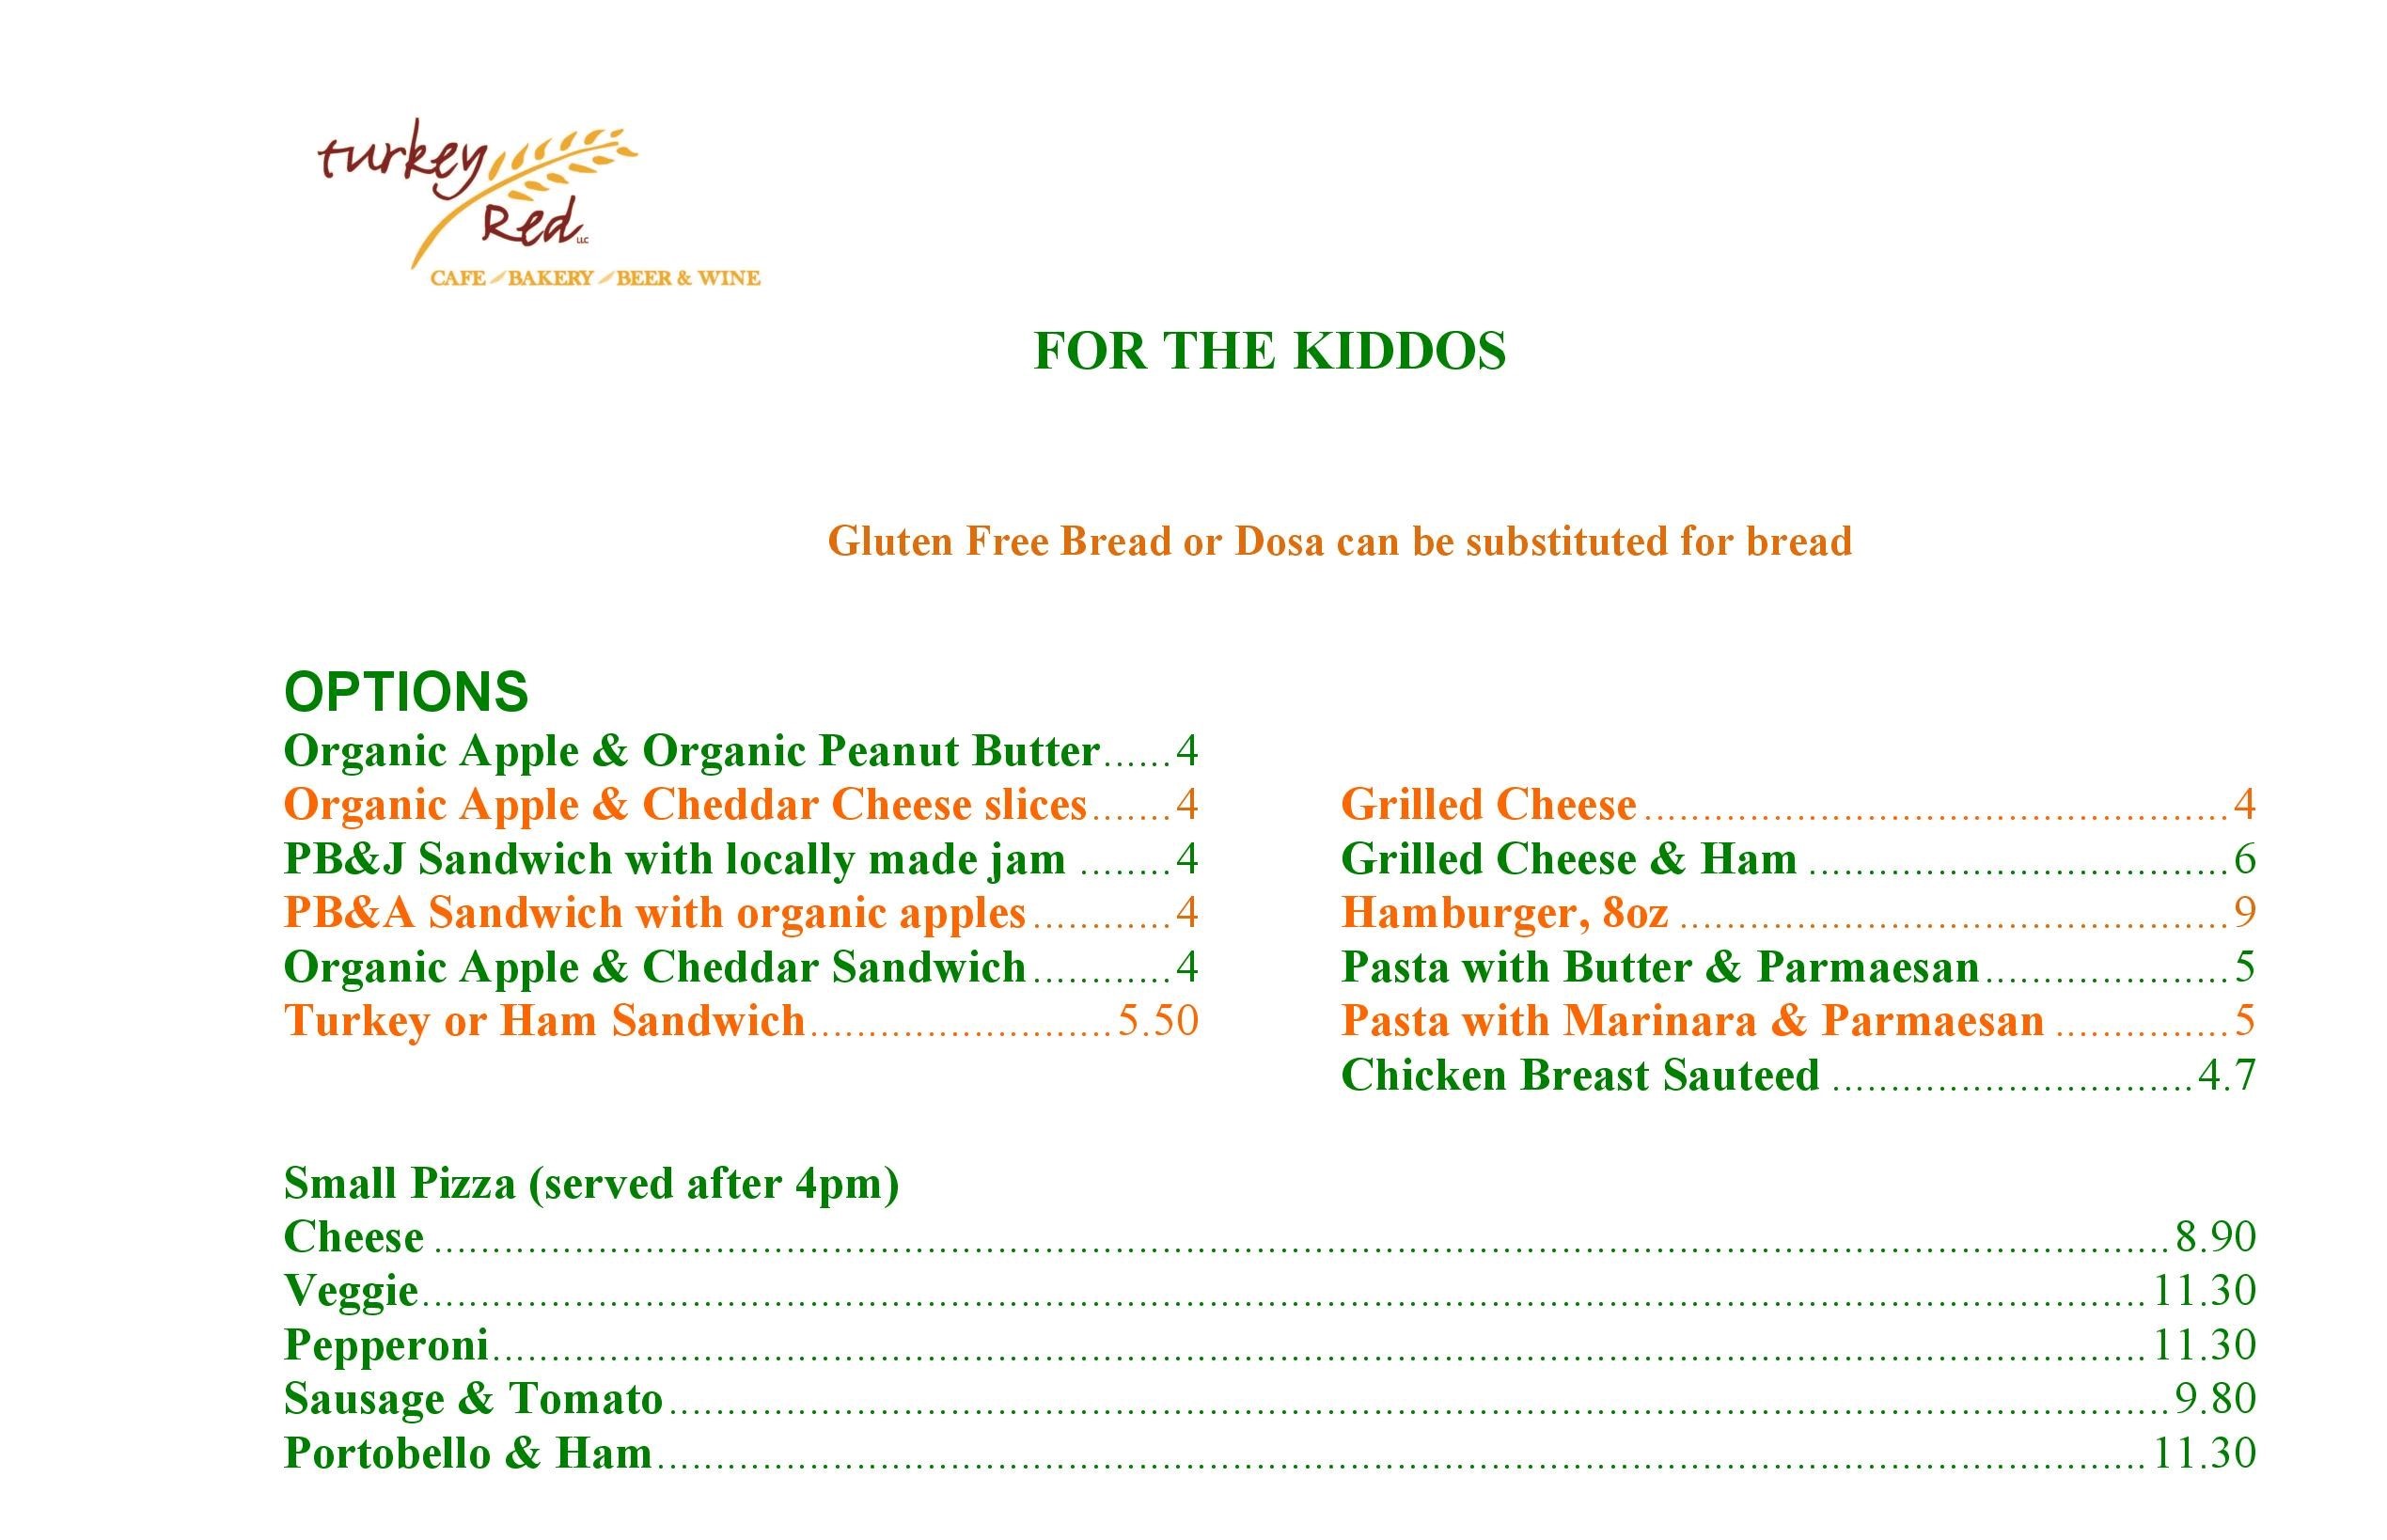 turkey
Red LLC
CAFE BAKERY BEER & WINE
FOR THE KIDDOS
Gluten Free Bread or Dosa can be substituted for bread
OPTIONS
Organic Apple & Organic Peanut Butter......4
Organic Apple & Cheddar Cheese slices.......4
PB&J Sandwich with locally made jam ........4
PB&A Sandwich with organic apples............4
Organic Apple & Cheddar Sandwich............4
Turkey or Ham Sandwich..........................5.50
Grilled Cheese..................................................4
Grilled Cheese & Ham ....................................6
Hamburger, 8oz ...............................................9
Pasta with Butter & Parmaesan.....................5
Pasta with Marinara & Parmaesan ...............5
Chicken Breast Sauteed ...............................4.7
Small Pizza (served after 4pm)
Cheese ....................................................................................................................................................8.90
Veggie...................................................................................................................................................11.30
Pepperoni.............................................................................................................................................11.30
Sausage & Tomato................................................................................................................................9.80
Portobello & Ham...............................................................................................................................11.30